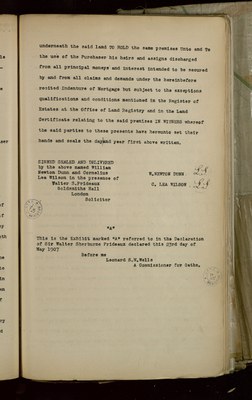 underneath the said Land TO HOLD the same premises Unto and To
the use of the Purchaser his heirs and assigns discharged
from all principal moneys and interest intended to be secured
by and from all claims and demands under the hereinbefore
recited Indenture of Mortgage but subject to the exceptions
qualifications and conditions mentioned in the Register of
Estates at the Office of Land Registry and in the Land
Certificate relating to the said premises IN WITNESS whereof
the said parties to these presents have hereunto set their
hands and seals the day and year first above written.
SIGNED SEALED AND DELIVERED
by the above named William
Newton Dunn and Cornelius
Lea Wilson in the presence of
Walter S. Prideaux
Goldsmiths Hall
London
Solicitor
W. NEWTON DUNN
C. LEA WILSON
"A"
This is the Exhibit marked "A" referred to in the Declaration
of Sir Walter Sherburne Prideaux declared this 23rd day of
May 1927
Before me
Leonard S.H. Wells
A Commissioner for Oaths.